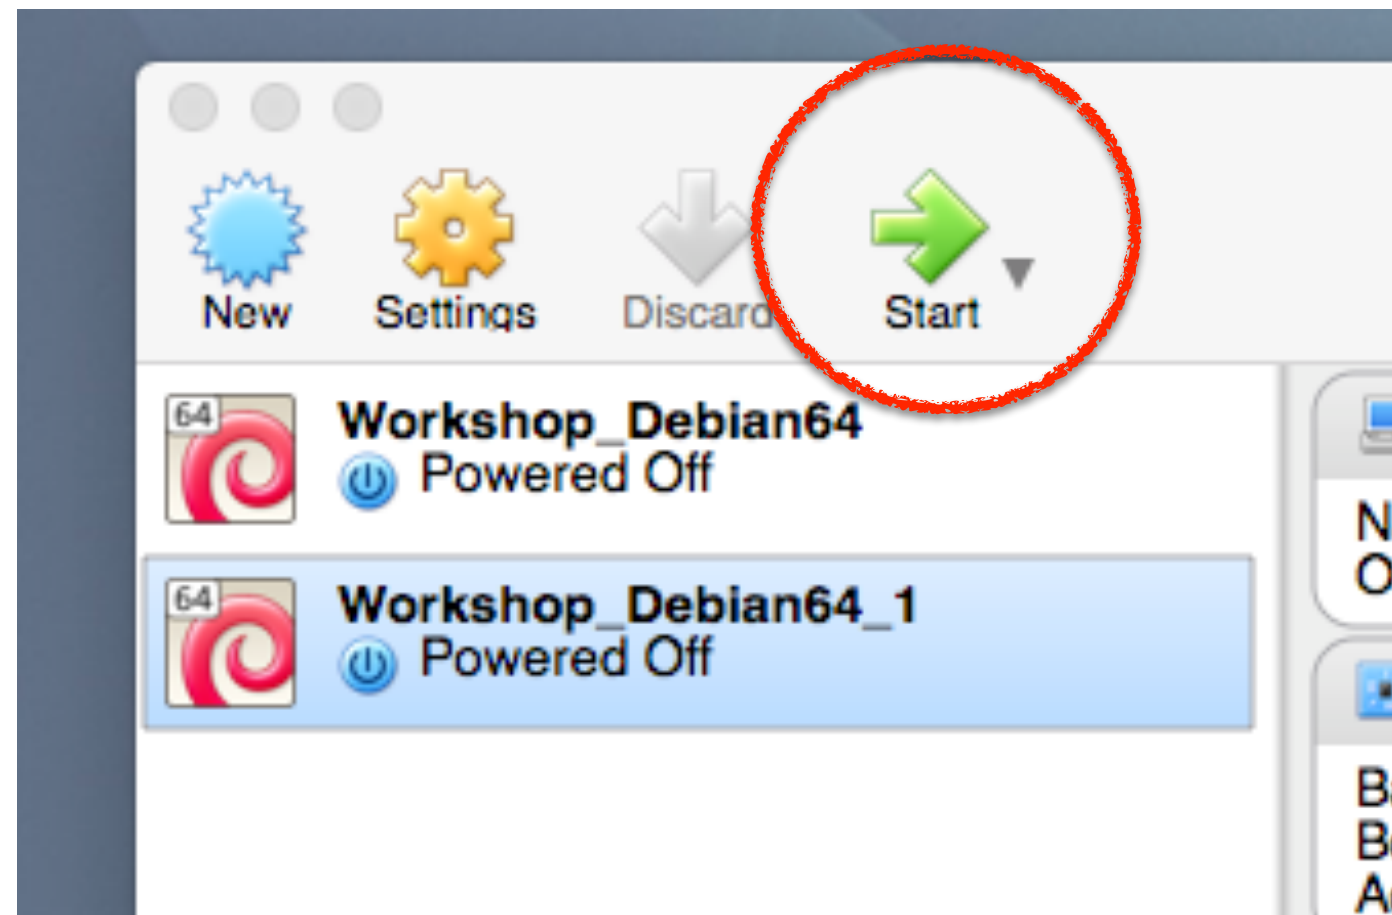 New Settings Discard Start
64 Workshop_Debian64
Powered Off
64 Workshop_Debian64_1
Powered Off